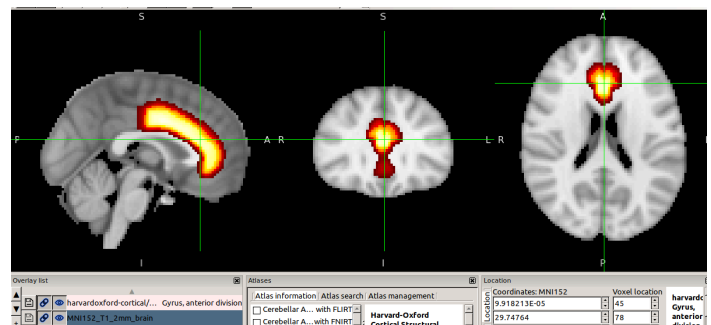 S S A
P A R L R
I I P
Overlay list Atlases Location
Atlas information Atlas search Atlas management Coordinates: MNI152 Voxel location
harvardoxford-cortical/... Gyrus, anterior division Cerebellar A... with FLIRT Harvard-Oxford 9.918213E-05 45 harvardo
MNI152_T1_2mm_brain Cerebellar A... with FNIRT Cortical Structural 29.74764 78 Gyrus, anterior
Location